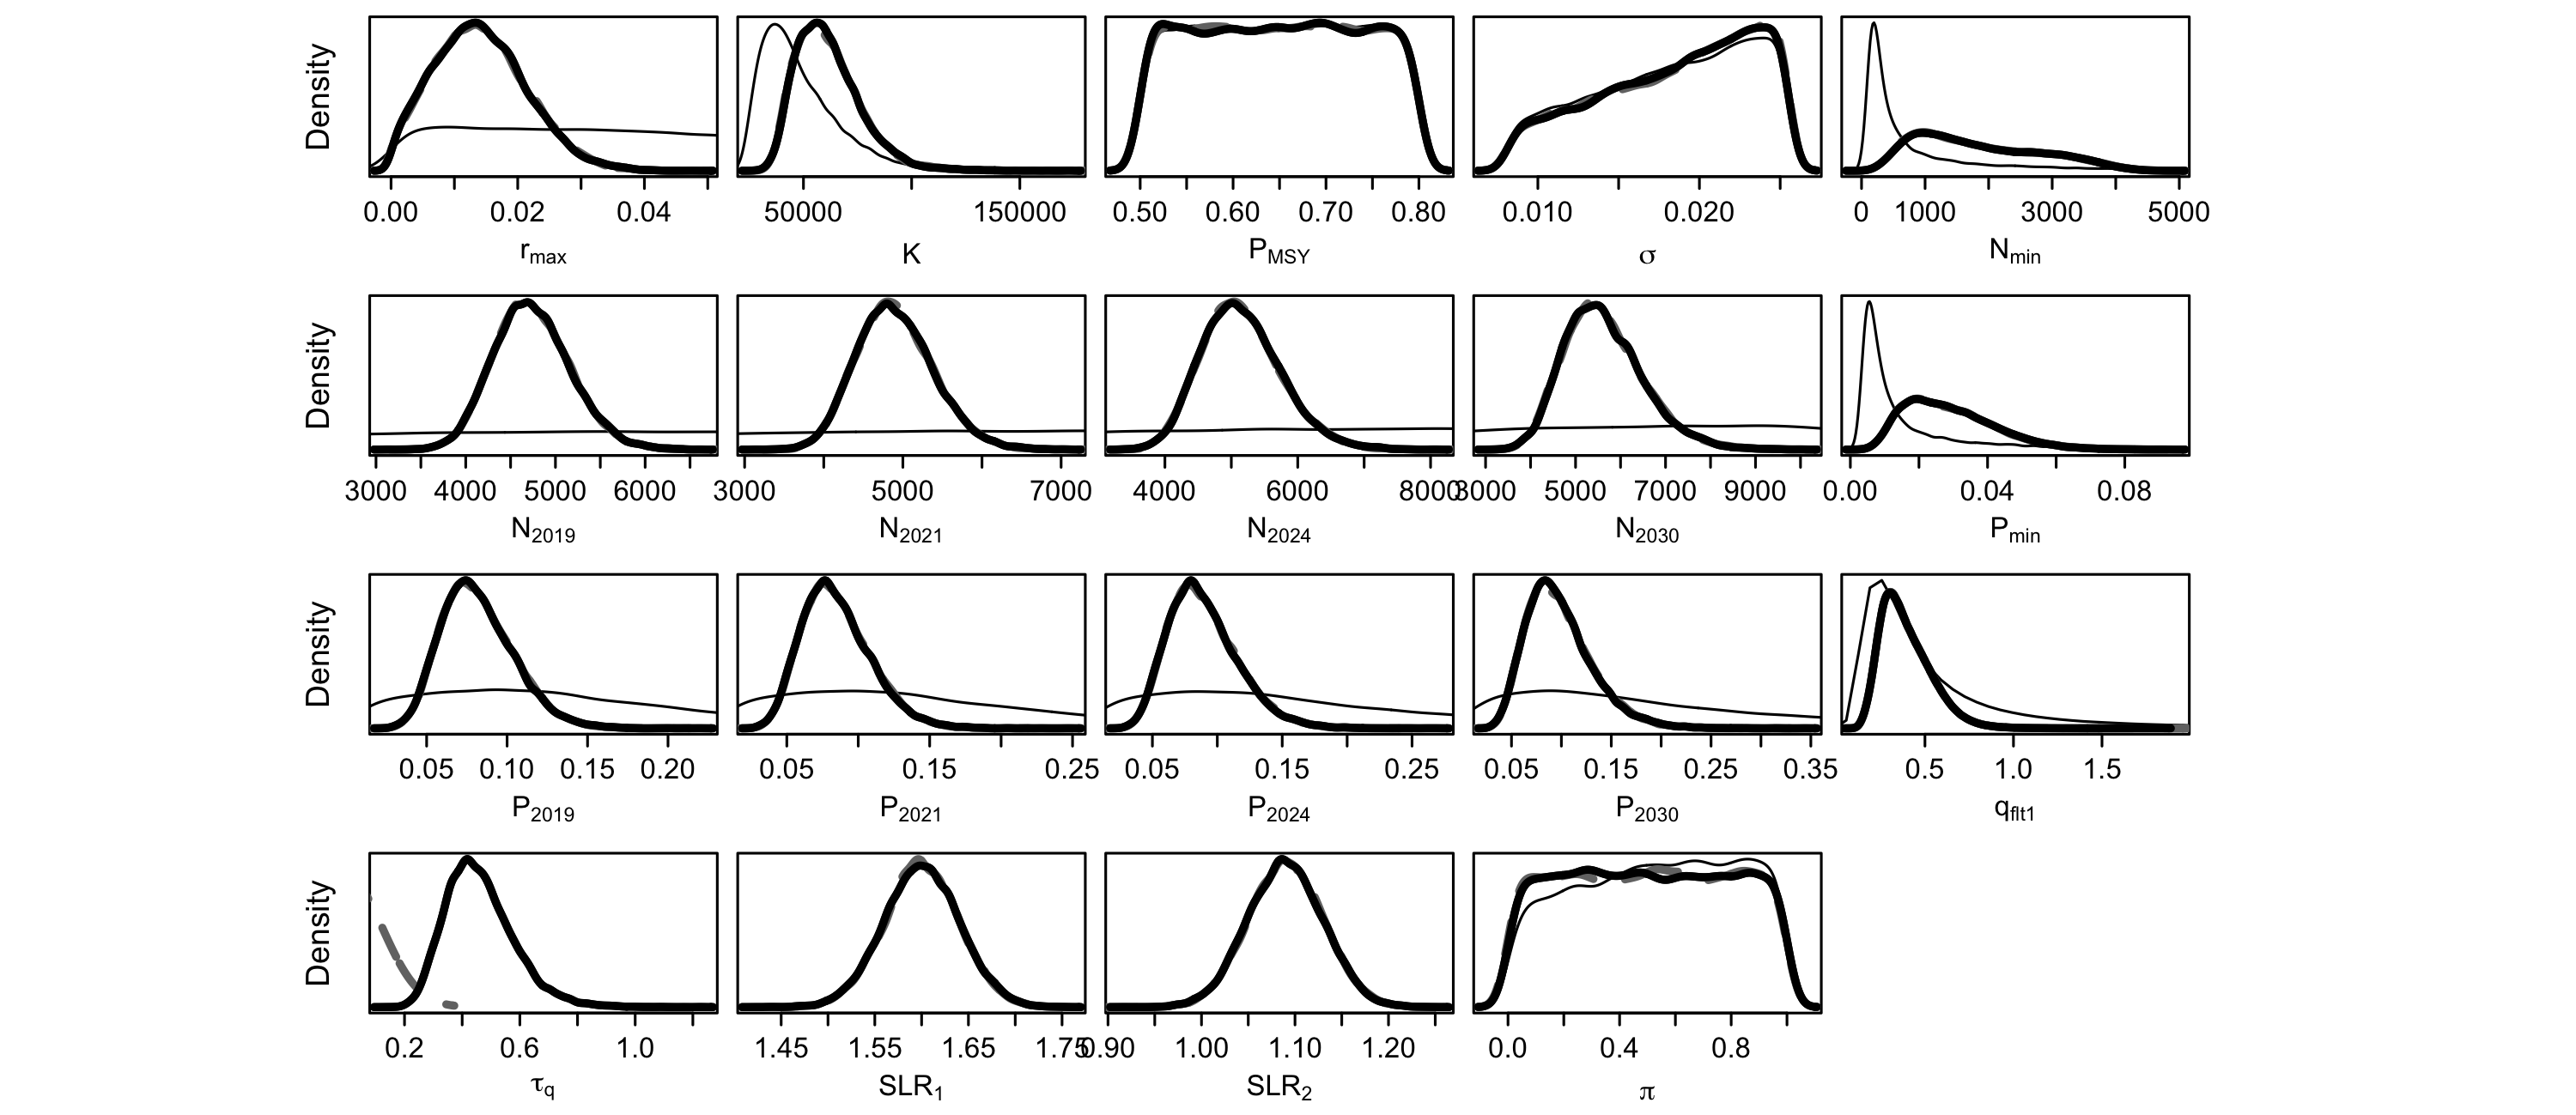 Density
0.00 0.02 0.04 50000 150000 0.50 0.60 0.70 0.80 0.010 0.020 0 1000 3000 5000
rmax K PMSY σ Nmin
Density
3000 4000 5000 6000 3000 5000 7000 4000 6000 8000 3000 5000 7000 9000 0.00 0.04 0.08
N2019 N2021 N2024 N2030 Pmin
Density
0.05 0.10 0.15 0.20 0.05 0.15 0.25 0.05 0.15 0.25 0.05 0.15 0.25 0.35 0.5 1.0 1.5
P2019 P2021 P2024 P2030 qflt1
Density
0.2 0.6 1.0 1.45 1.55 1.65 1.75 0.90 1.00 1.10 1.20 0.0 0.4 0.8
τq SLR1 SLR2 π